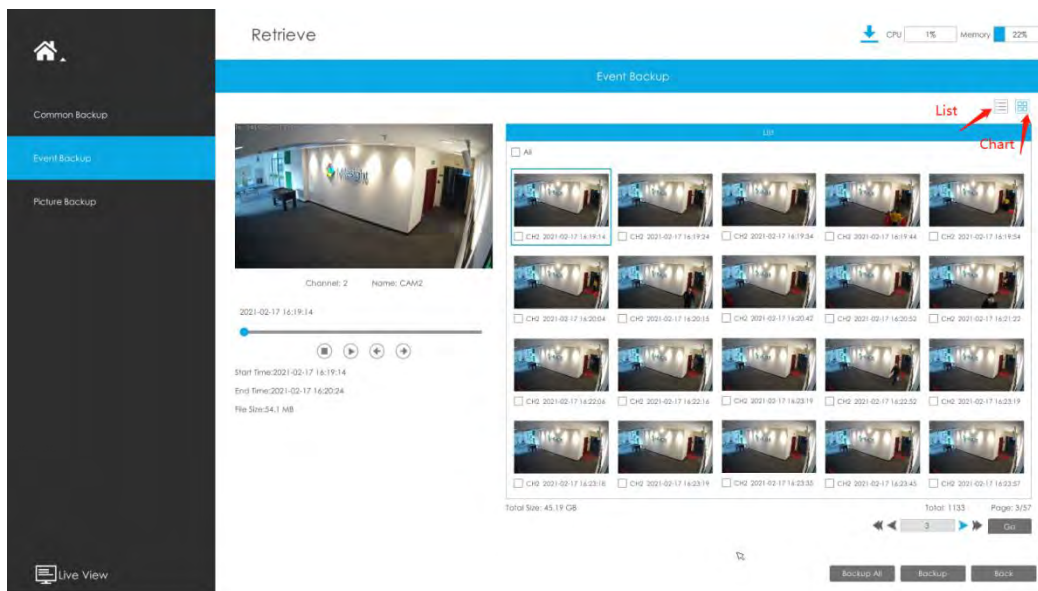 Retrieve
CPU 1% Memory 22%
Event Backup
Common Backup
Event Backup
Picture Backup
List
Chart
List
All
CH2 2021-02-17 16:19:14 CH2 2021-02-17 16:19:24 CH2 2021-02-17 16:19:34 CH2 2021-02-17 16:19:44 CH2 2021-02-17 16:19:54
CH2 2021-02-17 16:20:04 CH2 2021-02-17 16:20:15 CH2 2021-02-17 16:20:42 CH2 2021-02-17 16:20:52 CH2 2021-02-17 16:21:22
CH2 2021-02-17 16:22:06 CH2 2021-02-17 16:22:16 CH2 2021-02-17 16:23:19 CH2 2021-02-17 16:22:52 CH2 2021-02-17 16:23:19
CH2 2021-02-17 16:23:18 CH2 2021-02-17 16:23:19 CH2 2021-02-17 16:23:35 CH2 2021-02-17 16:23:45 CH2 2021-02-17 16:23:57
Milesight
Channel: 2 Name: CAM2
2021-02-17 16:19:14
Start Time:2021-02-17 16:19:14
End Time:2021-02-17 16:20:24
File Size:54.1 MB
Total Size: 45.19 GB
Total: 1133 Page: 3/57
3 Go
Live View
Backup All Backup Back